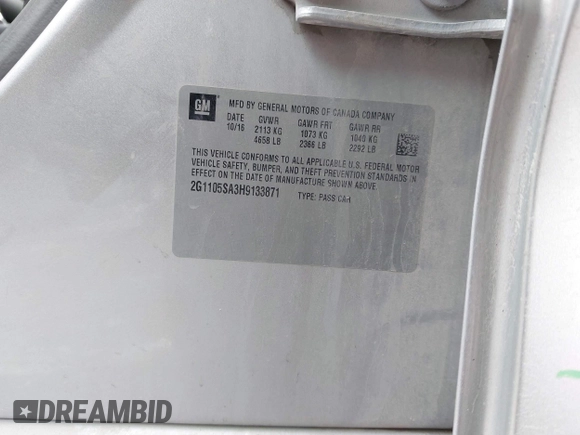 GM
MFD BY GENERAL MOTORS OF CANADA COMPANY
DATE GVWR GAWR FRT GAWR RR
10/16 2113 KG 1073 KG 1040 KG
4658 LB 2366 LB 2292 LB
THIS VEHICLE CONFORMS TO ALL APPLICABLE U.S. FEDERAL MOTOR
VEHICLE SAFETY, BUMPER, AND THEFT PREVENTION STANDARDS IN
EFFECT ON THE DATE OF MANUFACTURE SHOWN ABOVE.
2G1105SA3H9133871 TYPE: PASS CAR
DREAMBID